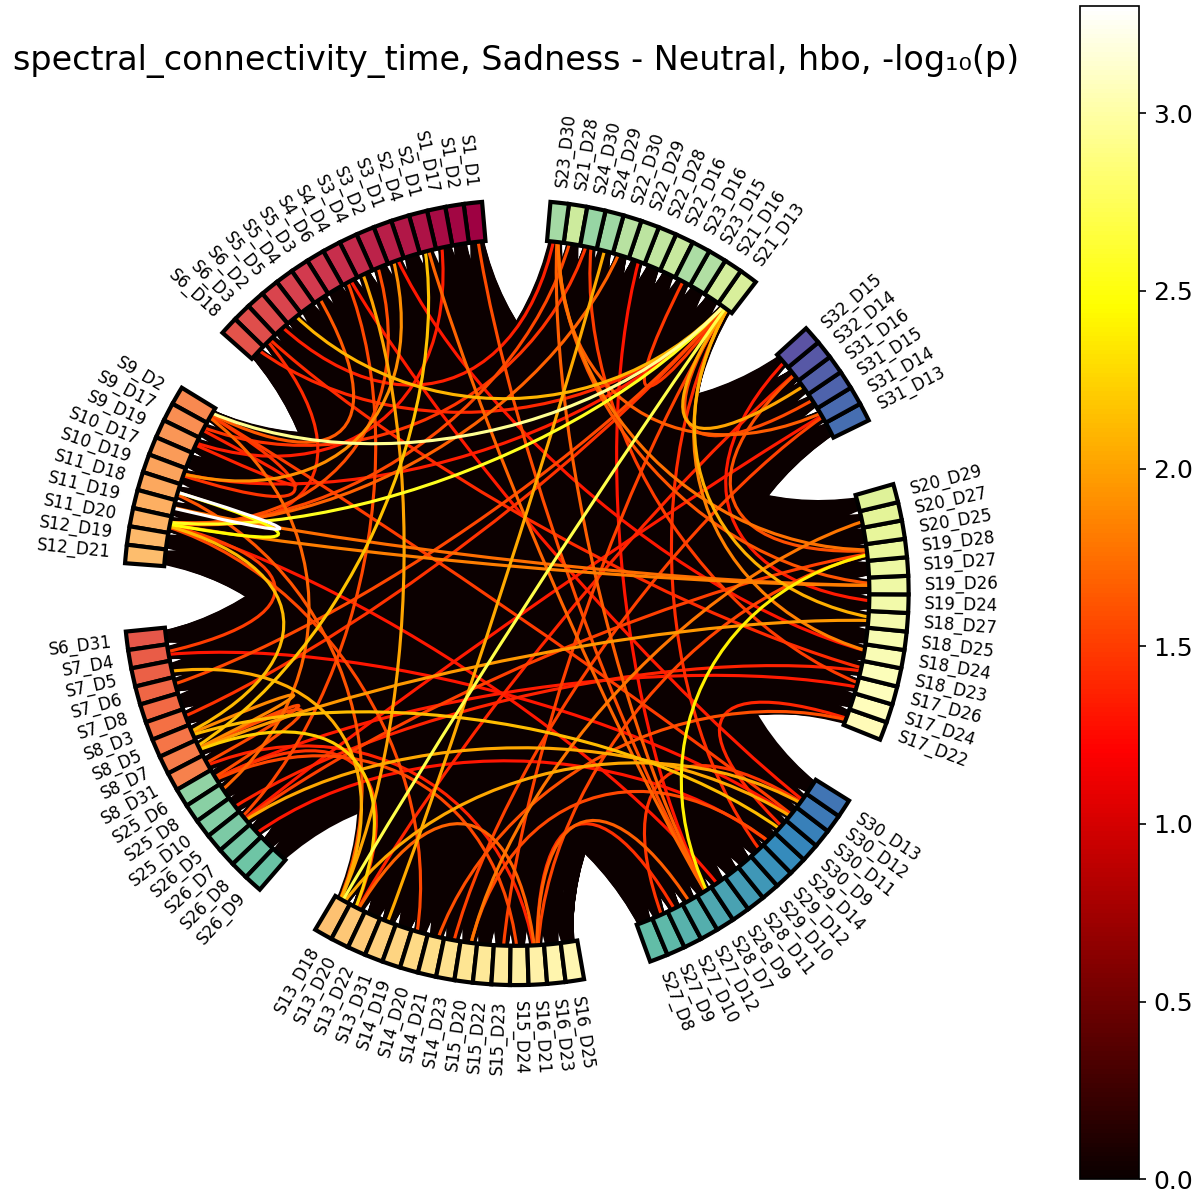 spectral_connectivity_time, Sadness - Neutral, hbo, -log₁₀(p)
S1_D1
S1_D2
S1_D17
S2_D1
S2_D4
S3_D1
S3_D2
S3_D4
S4_D4
S4_D6
S5_D3
S5_D4
S5_D5
S6_D2
S6_D3
S6_D18
S9_D2
S9_D17
S9_D19
S10_D17
S10_D19
S11_D18
S11_D19
S11_D20
S12_D19
S12_D21
S6_D31
S7_D4
S7_D5
S7_D6
S7_D8
S8_D3
S8_D5
S8_D7
S8_D31
S25_D6
S25_D8
S25_D10
S26_D5
S26_D7
S26_D8
S26_D9
S13_D18
S13_D20
S13_D22
S13_D31
S14_D19
S14_D20
S14_D21
S14_D23
S15_D20
S15_D22
S15_D23
S15_D24
S16_D21
S16_D23
S16_D25
S27_D8
S27_D9
S27_D10
S27_D12
S28_D7
S28_D9
S28_D11
S29_D10
S29_D12
S29_D14
S30_D9
S30_D11
S30_D12
S30_D13
S17_D22
S17_D24
S17_D26
S18_D23
S18_D24
S18_D25
S18_D27
S19_D24
S19_D26
S19_D27
S19_D28
S20_D25
S20_D27
S20_D29
S31_D13
S31_D14
S31_D15
S31_D16
S32_D14
S32_D15
S21_D13
S21_D16
S23_D15
S23_D16
S22_D16
S22_D28
S22_D29
S22_D30
S24_D29
S24_D30
S21_D28
S23_D30
3.0
2.5
2.0
1.5
1.0
0.5
0.0